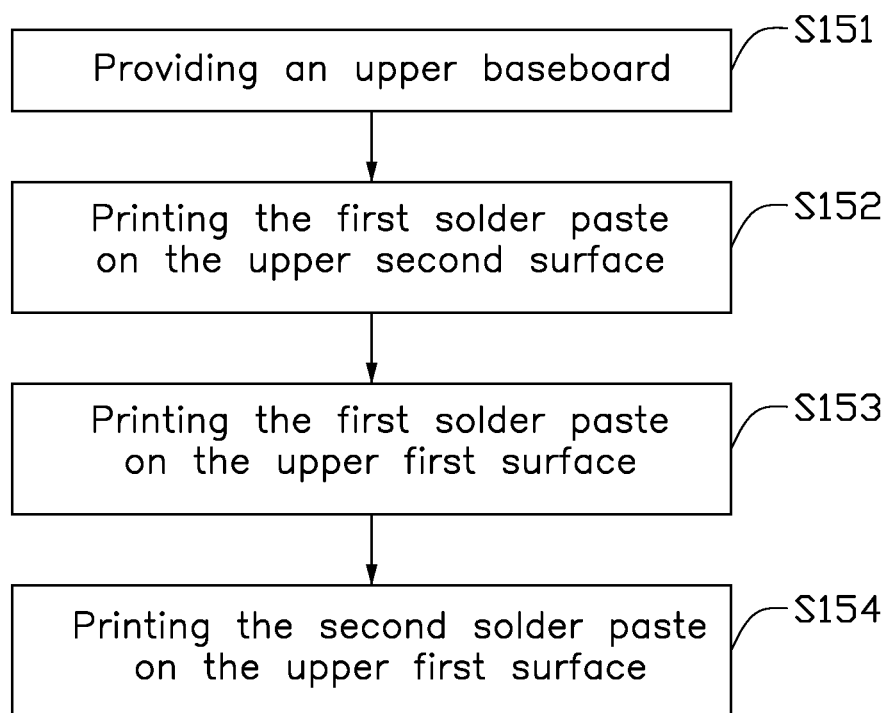 S151
Providing an upper baseboard
S152
Printing the first solder paste
on the upper second surface
S153
Printing the first solder paste
on the upper first surface
S154
Printing the second solder paste
on the upper first surface